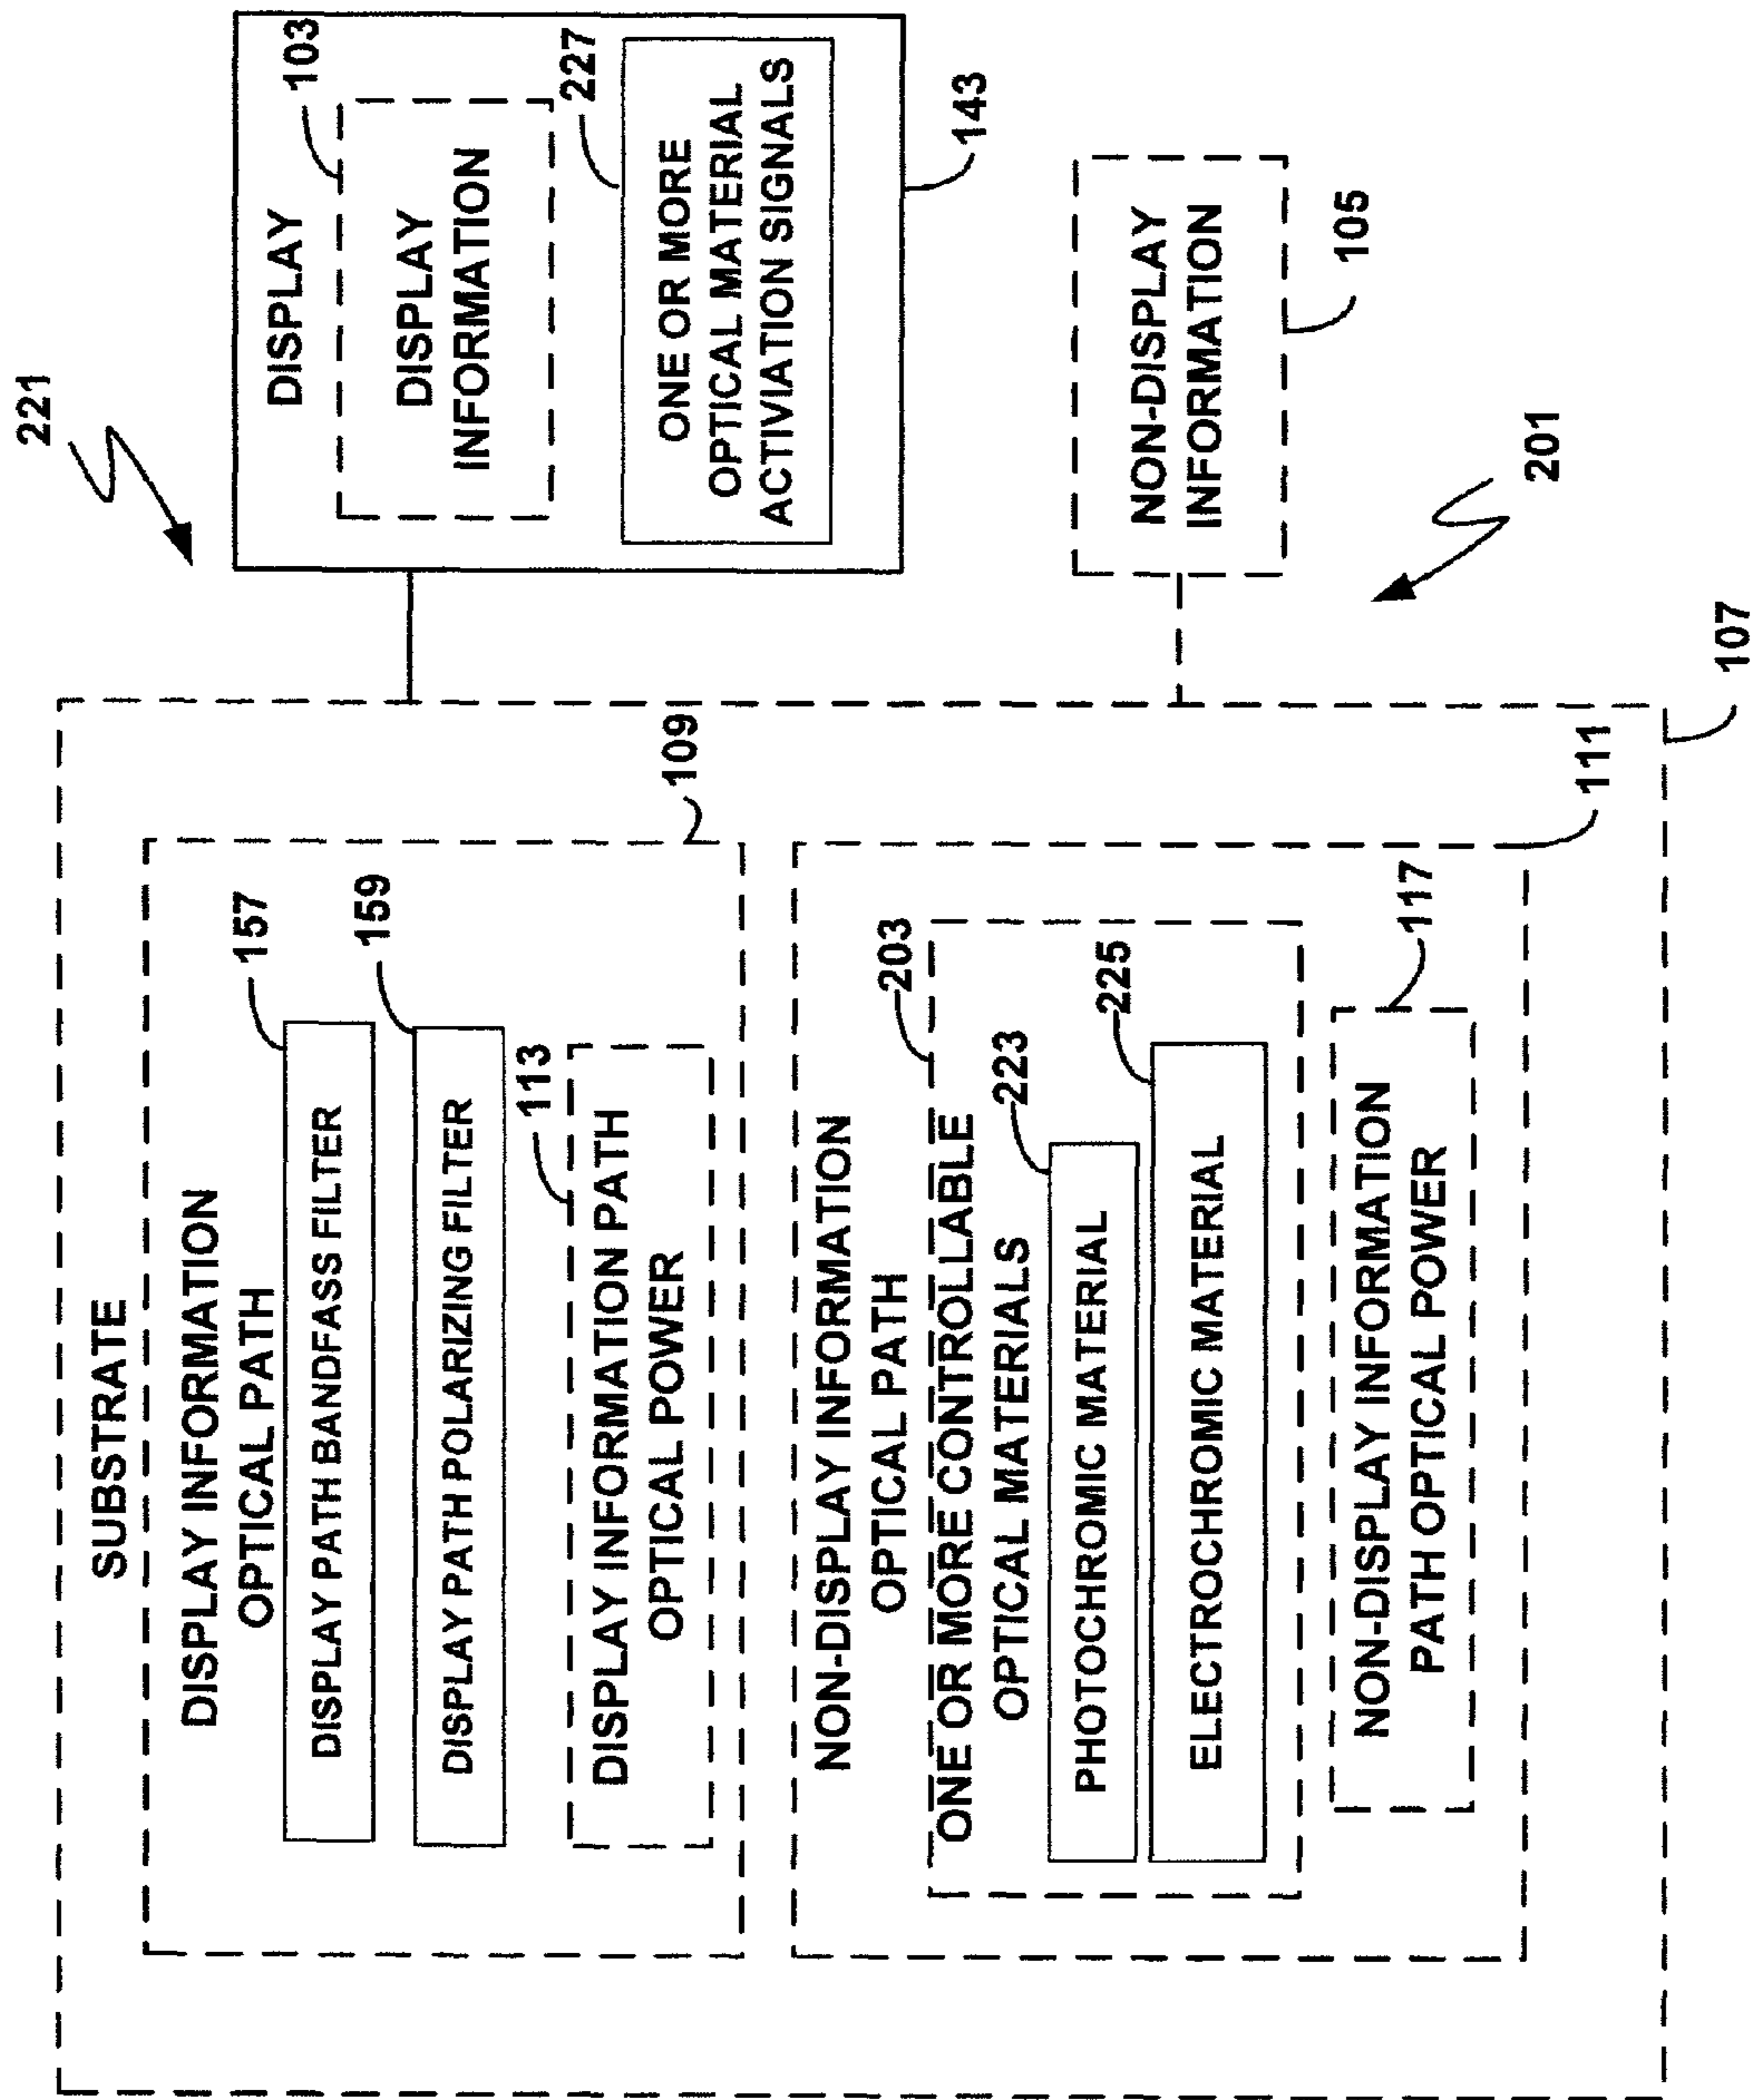 SUBSTRATE
DISPLAY INFORMATION
OPTICAL PATH
157
DISPLAY PATH BANDFASS FILTER
159
DISPLAY PATH POLARIZING FILTER
113
DISPLAY INFORMATION PATH
OPTICAL POWER
109
NON-DISPLAY INFORMATION
OPTICAL PATH
203
ONE OR MORE CONTROLLABLE
OPTICAL MATERIALS
223
PHOTOCHROMIC MATERIAL
225
ELECTROCHROMIC MATERIAL
117
NON-DISPLAY INFORMATION
PATH OPTICAL POWER
111
107
221
DISPLAY
103
DISPLAY
INFORMATION
227
ONE OR MORE
OPTICAL MATERIAL
ACTIVIATION SIGNALS
143
NON-DISPLAY
INFORMATION
105
201